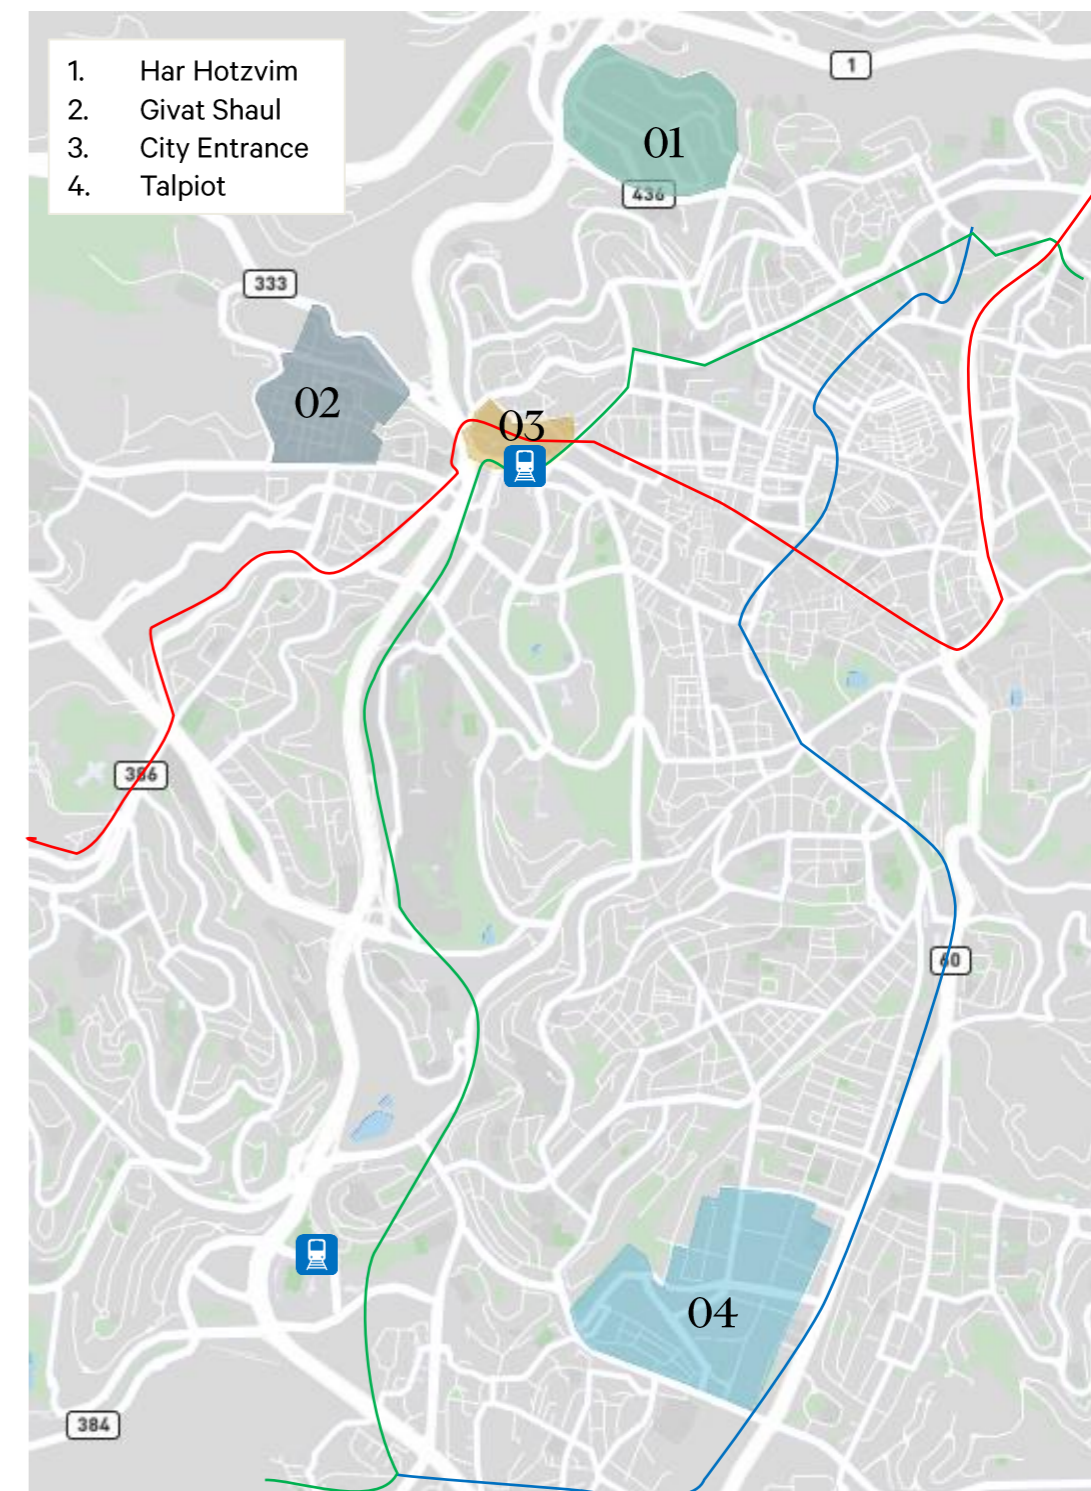 1. Har Hotzvim
2. Givat Shaul
3. City Entrance
4. Talpiot
1
01
436
333
02
03
386
60
04
384